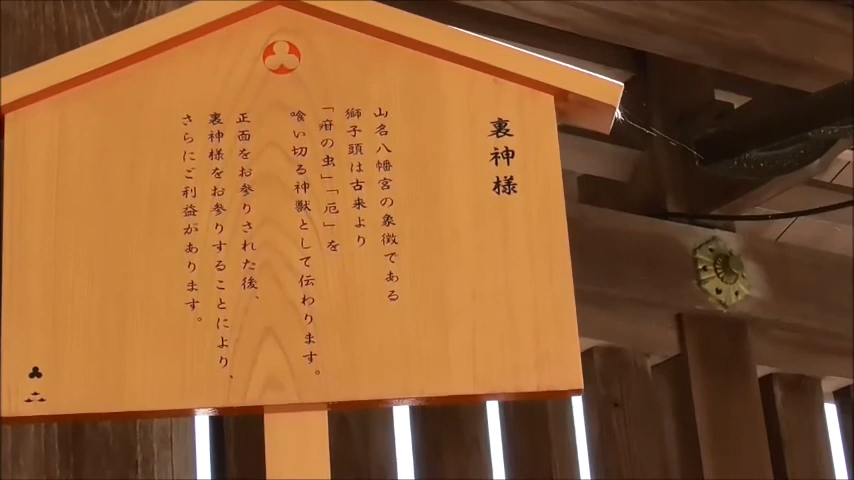 裏神様
山名八幡宮の象徴である
獅子頭は古来より
「疳の虫」「厄」を
喰い切る神獣として伝わります。
正面をお参りされた後、
裏神様をお参りすることにより、
さらにご利益があります。